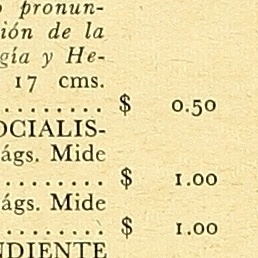 pronun-
ión de la
gía y He-
17 cms.
........ $ 0.50
OCIALIS-
ágs. Mide
........ $ 1.00
ágs. Mide
........ $ 1.00
NDIENTE